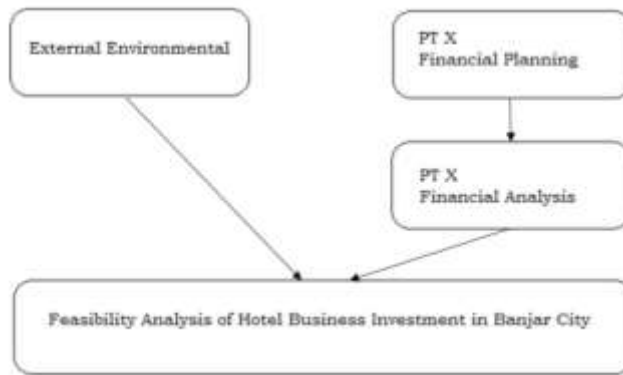 External Environmental
PT X
Financial Planning
PT X
Financial Analysis
Feasibility Analysis of Hotel Business Investment in Banjar City